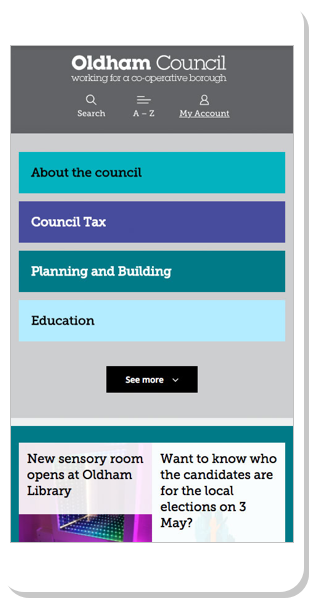 Oldham Council
working for a co-operative borough
Search
A – Z
My Account
About the council
Council Tax
Planning and Building
Education
See more
New sensory room
opens at Oldham
Library
Want to know who
the candidates are
for the local
elections on 3
May?